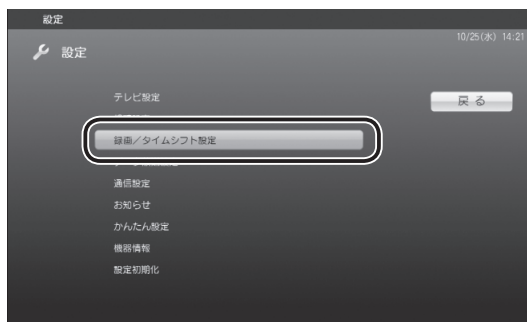 設定
10/25(水) 14:21
設定
テレビ設定
戻る
録画/タイムシフト設定
通信設定
お知らせ
かんたん設定
機器情報
設定初期化